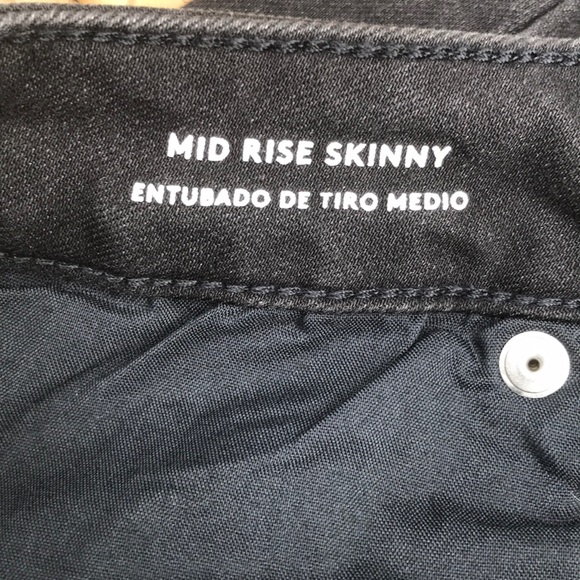 MID RISE SKINNY
ENTUBADO DE TIRO MEDIO